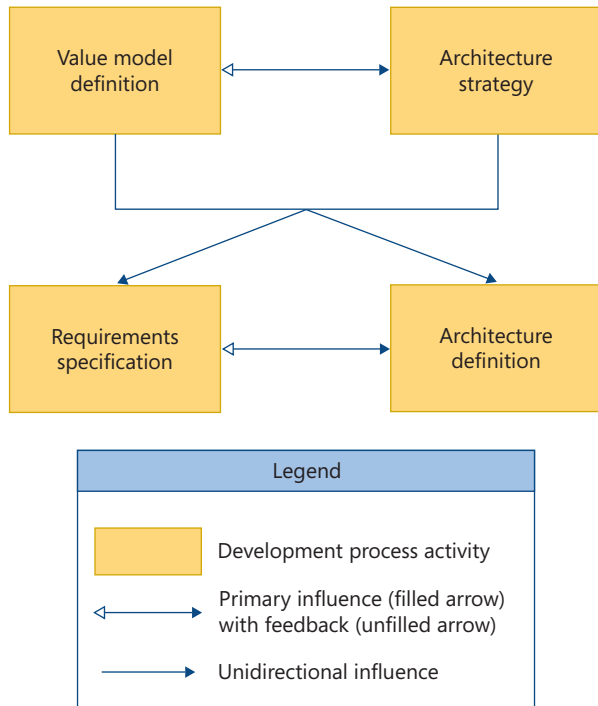 Value model
definition
Architecture
strategy
Requirements
specification
Architecture
definition
Legend
Development process activity
Primary influence (filled arrow)
with feedback (unfilled arrow)
Unidirectional influence